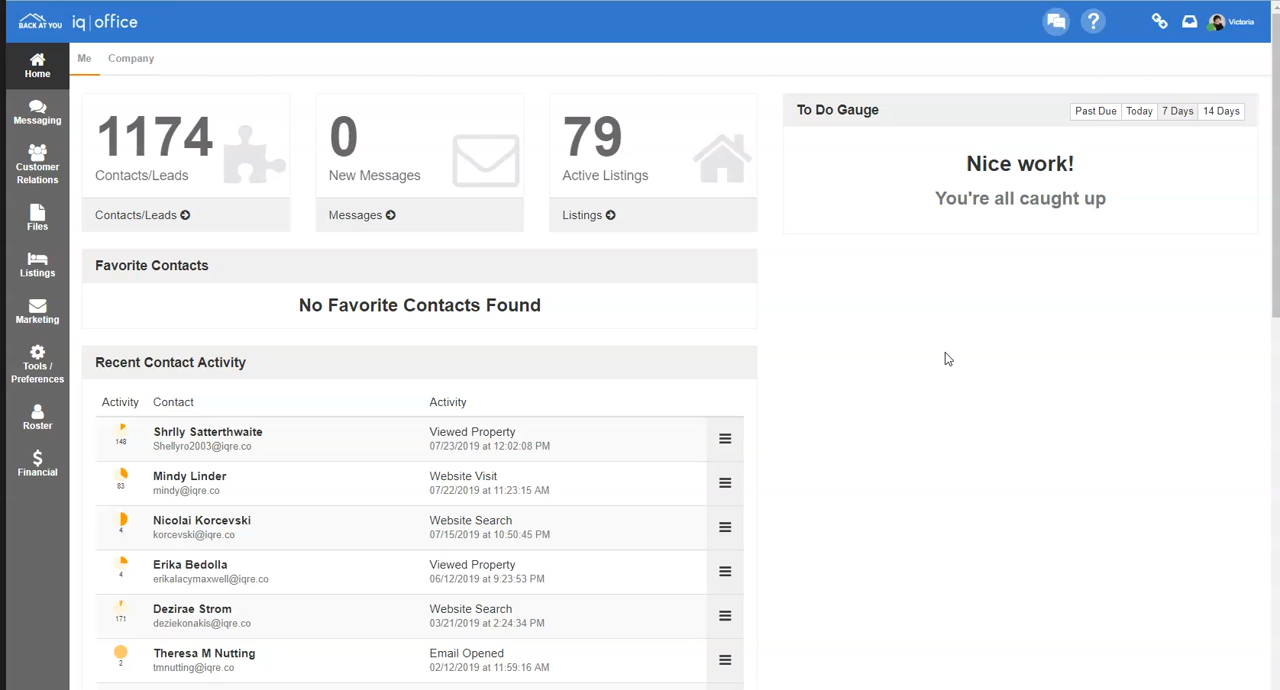 BACK AT YOU iq office
Victoria
Home
Messaging
Customer
Relations
Files
Listings
Marketing
Tools /
Preferences
Roster
Financial
Me Company
1174
Contacts/Leads
Contacts/Leads
0
New Messages
Messages
79
Active Listings
Listings
To Do Gauge
Past Due Today 7 Days 14 Days
Nice work!
You're all caught up
Favorite Contacts
No Favorite Contacts Found
Recent Contact Activity
Activity Contact Activity
148
Shrlly Satterthwaite
Shellyro2003@iqre.co
Viewed Property
07/23/2019 at 12:02:08 PM
83
Mindy Linder
mindy@iqre.co
Website Visit
07/22/2019 at 11:23:15 AM
4
Nicolai Korcevski
korcevski@iqre.co
Website Search
07/15/2019 at 10:50:45 PM
4
Erika Bedolla
erikalacymaxwell@iqre.co
Viewed Property
06/12/2019 at 9:23:53 PM
171
Dezirae Strom
deziekonakis@iqre.co
Website Search
03/21/2019 at 2:24:34 PM
2
Theresa M Nutting
tmnutting@iqre.co
Email Opened
02/12/2019 at 11:59:16 AM